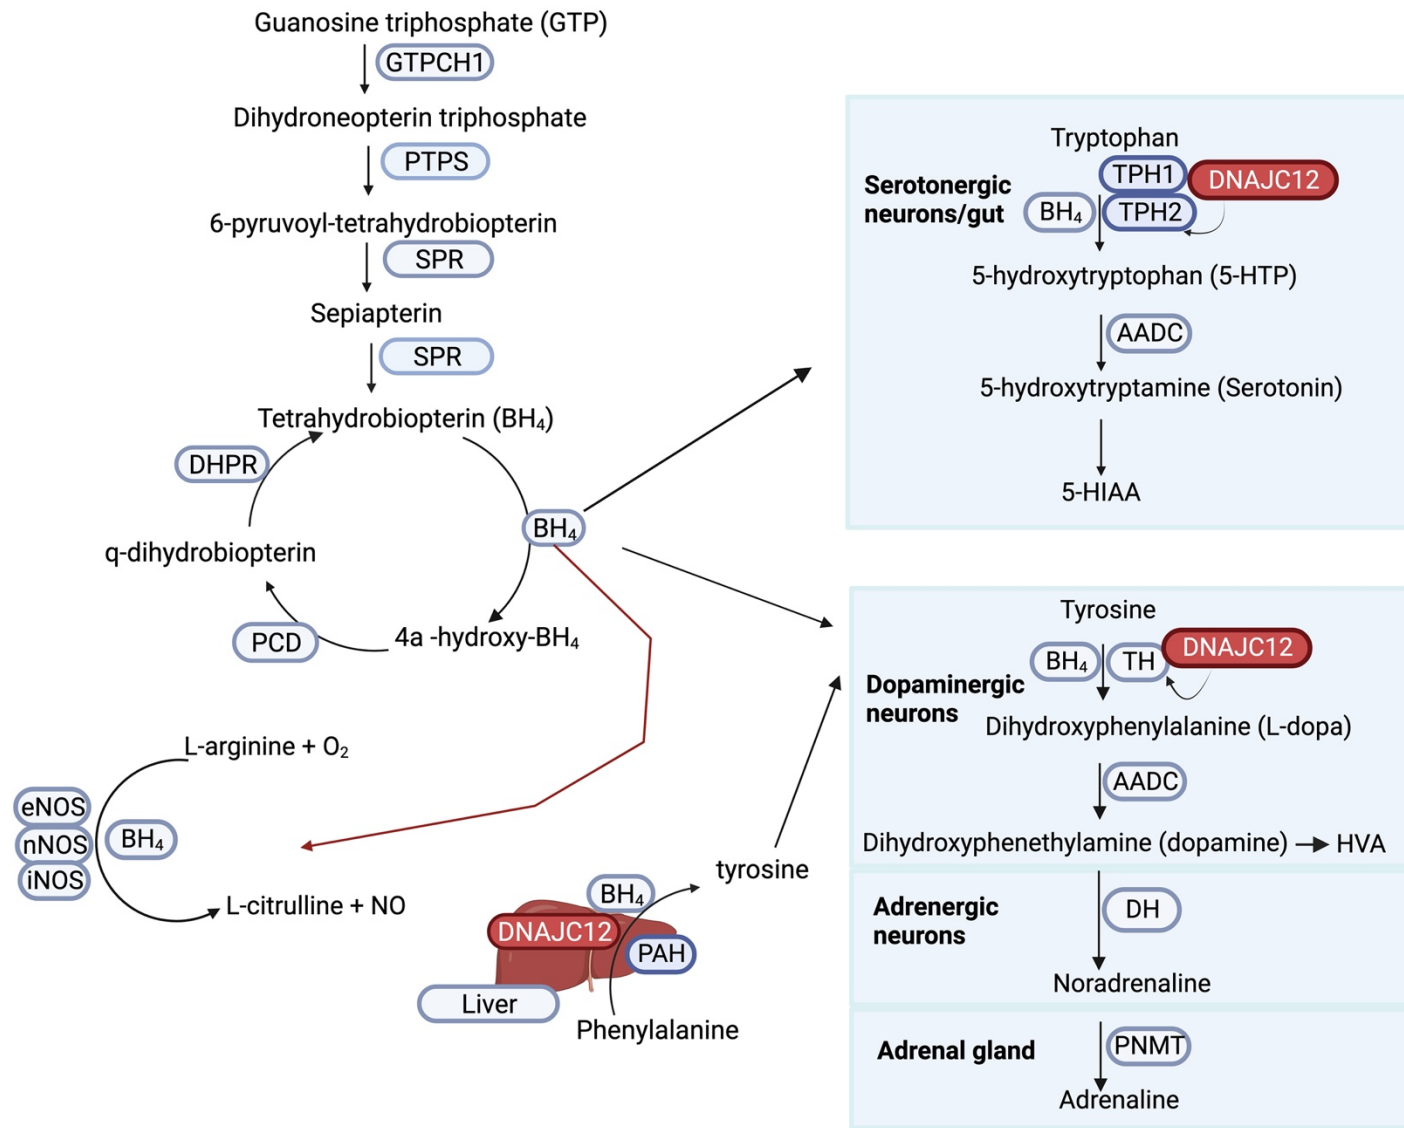 Guanosine triphosphate (GTP)
GTPCH1
Dihydroneopterin triphosphate
PTPS
6-pyruvoyl-tetrahydrobiopterin
SPR
Sepiapterin
SPR
Tetrahydrobiopterin (BH₄)
DHPR
BH₄
q-dihydrobiopterin
4a -hydroxy-BH₄
PCD
L-arginine + O₂
eNOS
nNOS
iNOS
BH₄
L-citrulline + NO
tyrosine
BH₄
DNAJC12
PAH
Liver
Phenylalanine
Tryptophan
Serotonergic
neurons/gut
TPH1
DNAJC12
BH₄
TPH2
5-hydroxytryptophan (5-HTP)
AADC
5-hydroxytryptamine (Serotonin)
5-HIAA
Tyrosine
BH₄
TH
DNAJC12
Dopaminergic
neurons
Dihydroxyphenylalanine (L-dopa)
AADC
Dihydroxyphenethylamine (dopamine)
HVA
Adrenergic
neurons
DH
Noradrenaline
Adrenal gland
PNMT
Adrenaline